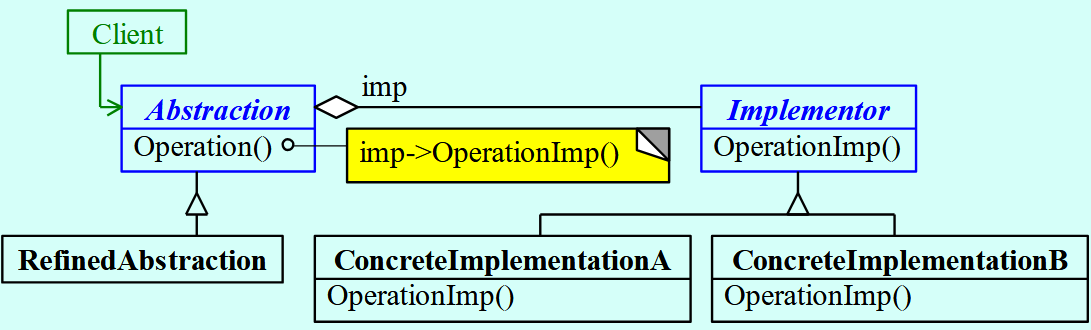 Client
imp
Abstraction
Implementor
Operation()
imp->OperationImp()
OperationImp()
RefinedAbstraction
ConcreteImplementationA
ConcreteImplementationB
OperationImp()
OperationImp()